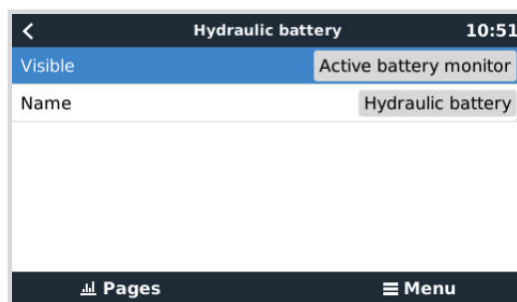 Hydraulic battery 10:51
Visible Active battery monitor
Name Hydraulic battery
Pages Menu